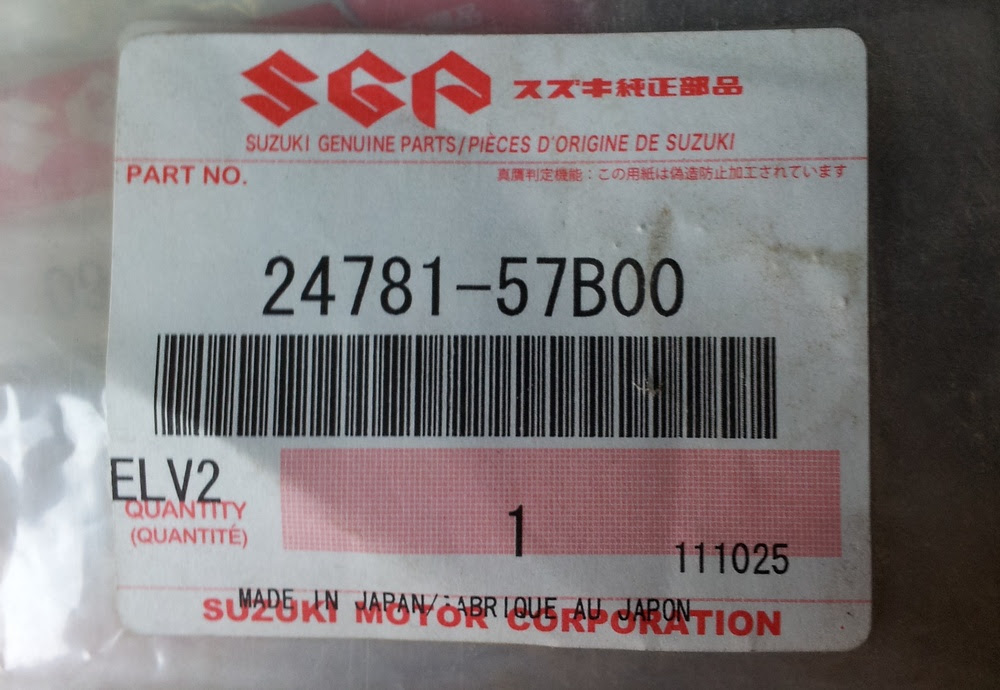 SGP スズキ純正部品
SUZUKI GENUINE PARTS/PIÈCES D'ORIGINE DE SUZUKI
PART NO. 真贋判定機能：この用紙は偽造防止加工されています
24781-57B00
ELV2
QUANTITY
(QUANTITÉ)
1
111025
MADE IN JAPAN/FABRIQUE AU JAPON
SUZUKI MOTOR CORPORATION